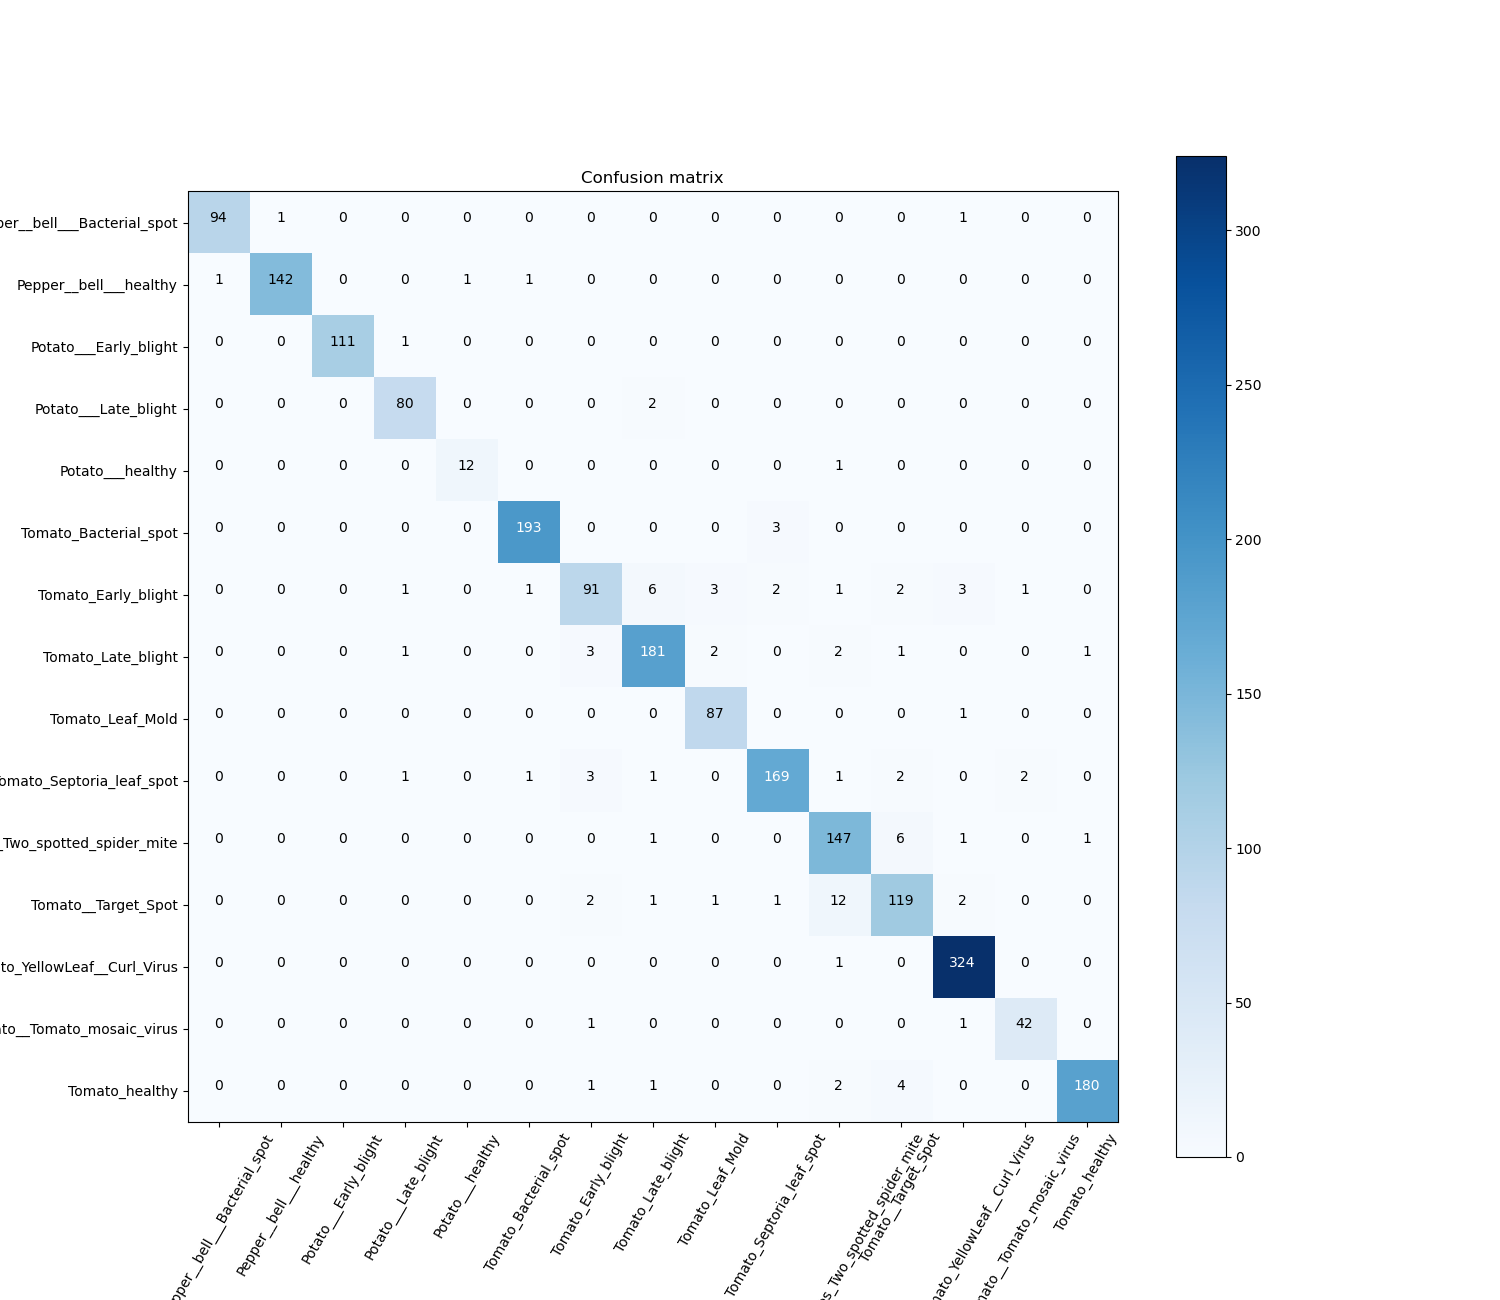 Confusion matrix
per__bell___Bacterial_spot 94 1 0 0 0 0 0 0 0 0 0 0 1 0 0
Pepper__bell___healthy 1 142 0 0 1 1 0 0 0 0 0 0 0 0 0
Potato___Early_blight 0 0 111 1 0 0 0 0 0 0 0 0 0 0 0
Potato___Late_blight 0 0 0 80 0 0 0 2 0 0 0 0 0 0 0
Potato___healthy 0 0 0 0 12 0 0 0 0 0 1 0 0 0 0
Tomato_Bacterial_spot 0 0 0 0 0 193 0 0 0 3 0 0 0 0 0
Tomato_Early_blight 0 0 0 1 0 1 91 6 3 2 1 2 3 1 0
Tomato_Late_blight 0 0 0 1 0 0 3 181 2 0 2 1 0 0 1
Tomato_Leaf_Mold 0 0 0 0 0 0 0 0 87 0 0 0 1 0 0
omato_Septoria_leaf_spot 0 0 0 1 0 1 3 1 0 169 1 2 0 2 0
_Two_spotted_spider_mite 0 0 0 0 0 0 0 1 0 0 147 6 1 0 1
Tomato__Target_Spot 0 0 0 0 0 0 2 1 1 1 12 119 2 0 0
to_YellowLeaf__Curl_Virus 0 0 0 0 0 0 0 0 0 0 1 0 324 0 0
to__Tomato_mosaic_virus 0 0 0 0 0 0 1 0 0 0 0 0 1 42 0
Tomato_healthy 0 0 0 0 0 0 1 1 0 0 2 4 0 0 180
pper__bell___Bacterial_spot
Pepper__bell___healthy
Potato___Early_blight
Potato___Late_blight
Potato___healthy
Tomato_Bacterial_spot
Tomato_Early_blight
Tomato_Late_blight
Tomato_Leaf_Mold
Tomato_Septoria_leaf_spot
es_Two_spotted_spider_mite
Tomato__Target_Spot
mato_YellowLeaf__Curl_Virus
mato__Tomato_mosaic_virus
Tomato_healthy
300
250
200
150
100
50
0